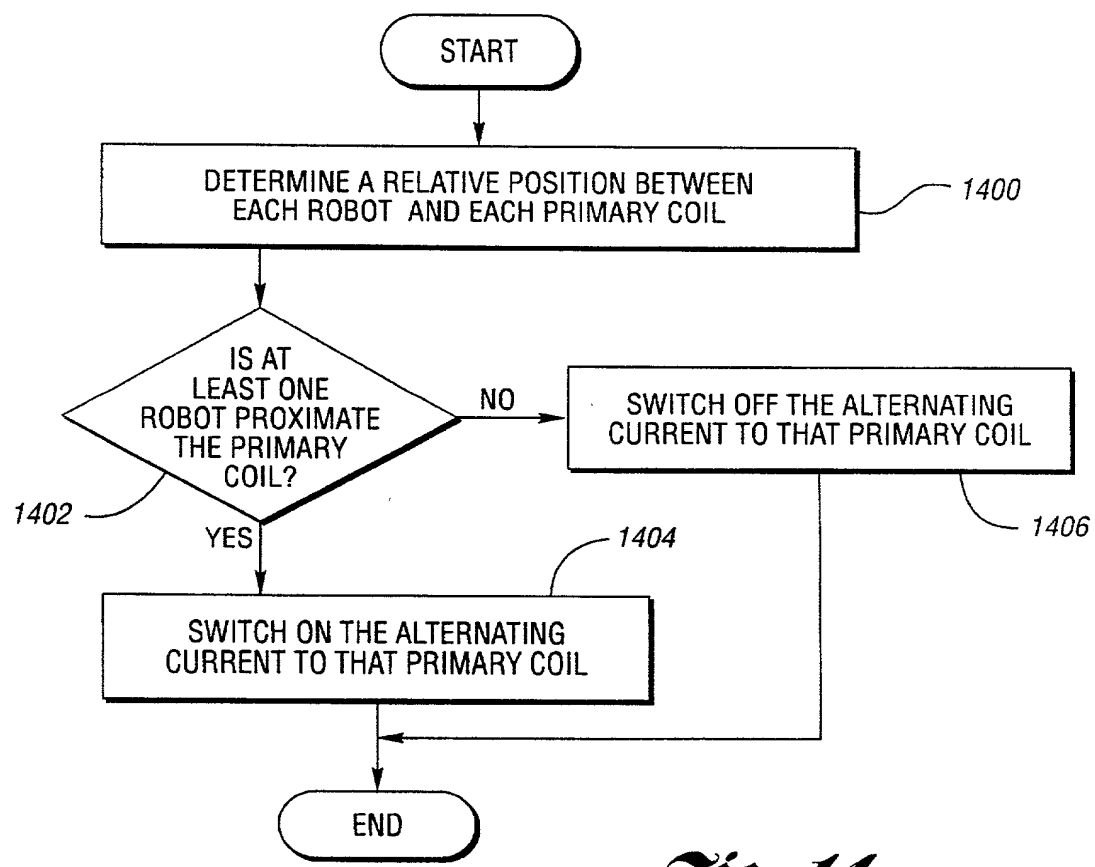 START
DETERMINE A RELATIVE POSITION BETWEEN
EACH ROBOT AND EACH PRIMARY COIL
1400
IS AT
LEAST ONE
ROBOT PROXIMATE
THE PRIMARY
COIL?
NO
SWITCH OFF THE ALTERNATING
CURRENT TO THAT PRIMARY COIL
1402
1406
YES
1404
SWITCH ON THE ALTERNATING
CURRENT TO THAT PRIMARY COIL
END